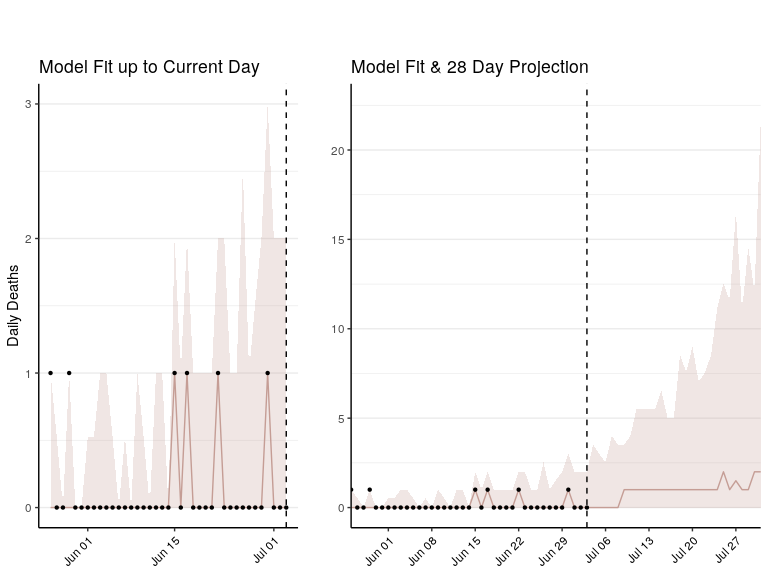 Model Fit up to Current Day
Daily Deaths
3
2
1
0
Jun 01
Jun 15
Jul 01
Model Fit & 28 Day Projection
20
15
10
5
0
Jun 01
Jun 08
Jun 15
Jun 22
Jun 29
Jul 06
Jul 13
Jul 20
Jul 27